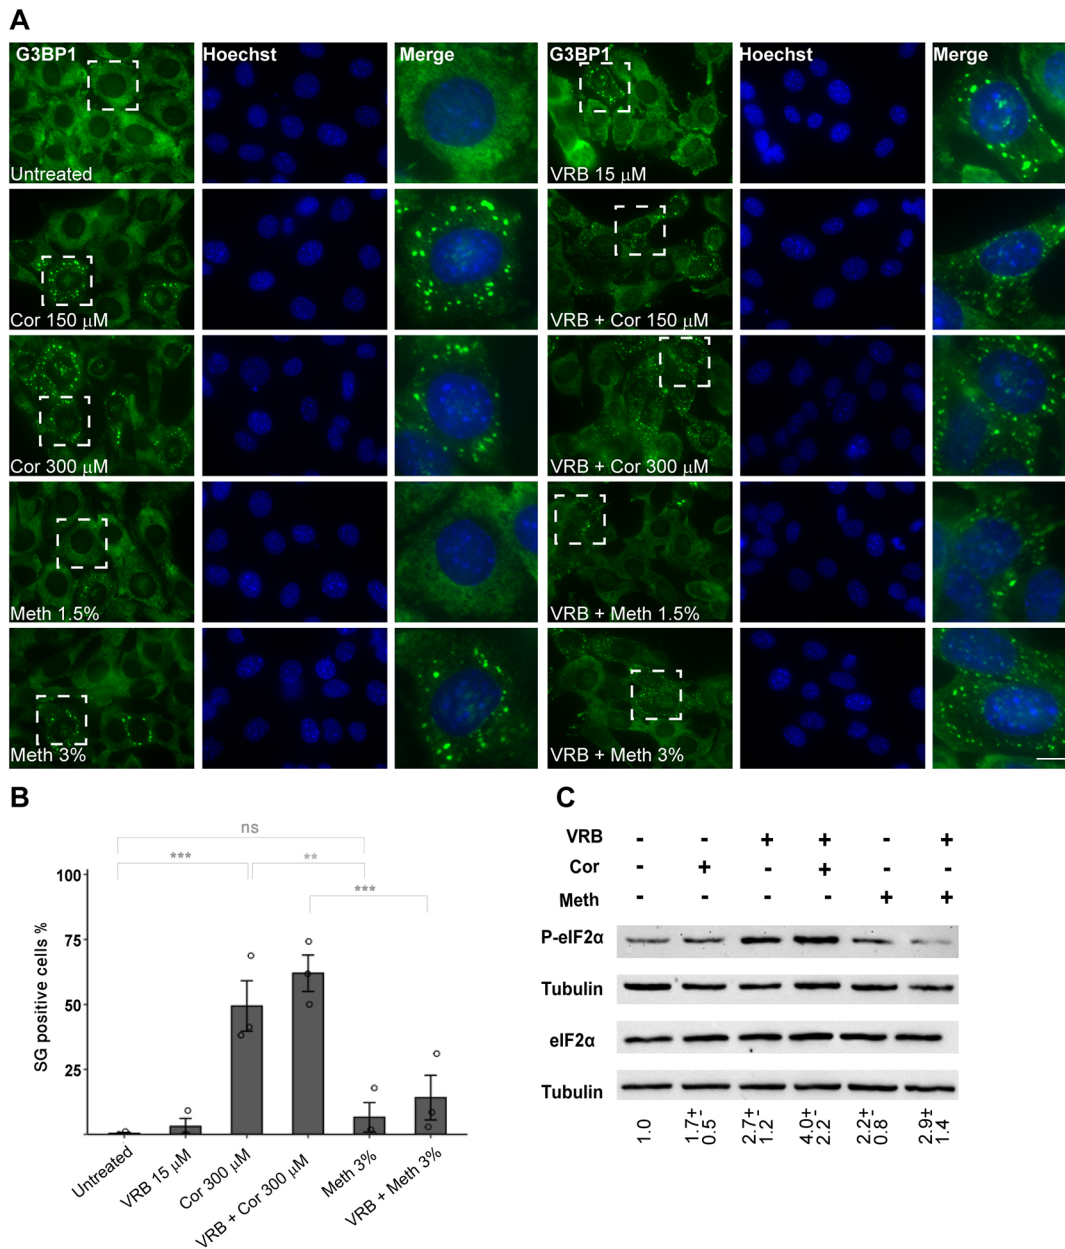 A
G3BP1 Hoechst Merge G3BP1 Hoechst Merge
Untreated VRB 15 μM
Cor 150 μM VRB + Cor 150 μM
Cor 300 μM VRB + Cor 300 μM
Meth 1.5% VRB + Meth 1.5%
Meth 3% VRB + Meth 3%
B
ns
*** **
***
100
75
50
25
SG positive cells %
Untreated
VRB 15 μM
Cor 300 μM
VRB + Cor 300 μM
Meth 3%
VRB + Meth 3%
C
VRB - - + + - +
Cor - + - + - -
Meth - - - - + +
P-eIF2α
Tubulin
eIF2α
Tubulin
1.0
1.7+-
0.5
2.7+-
1.2
4.0+-
2.2
2.2+-
0.8
2.9±
1.4